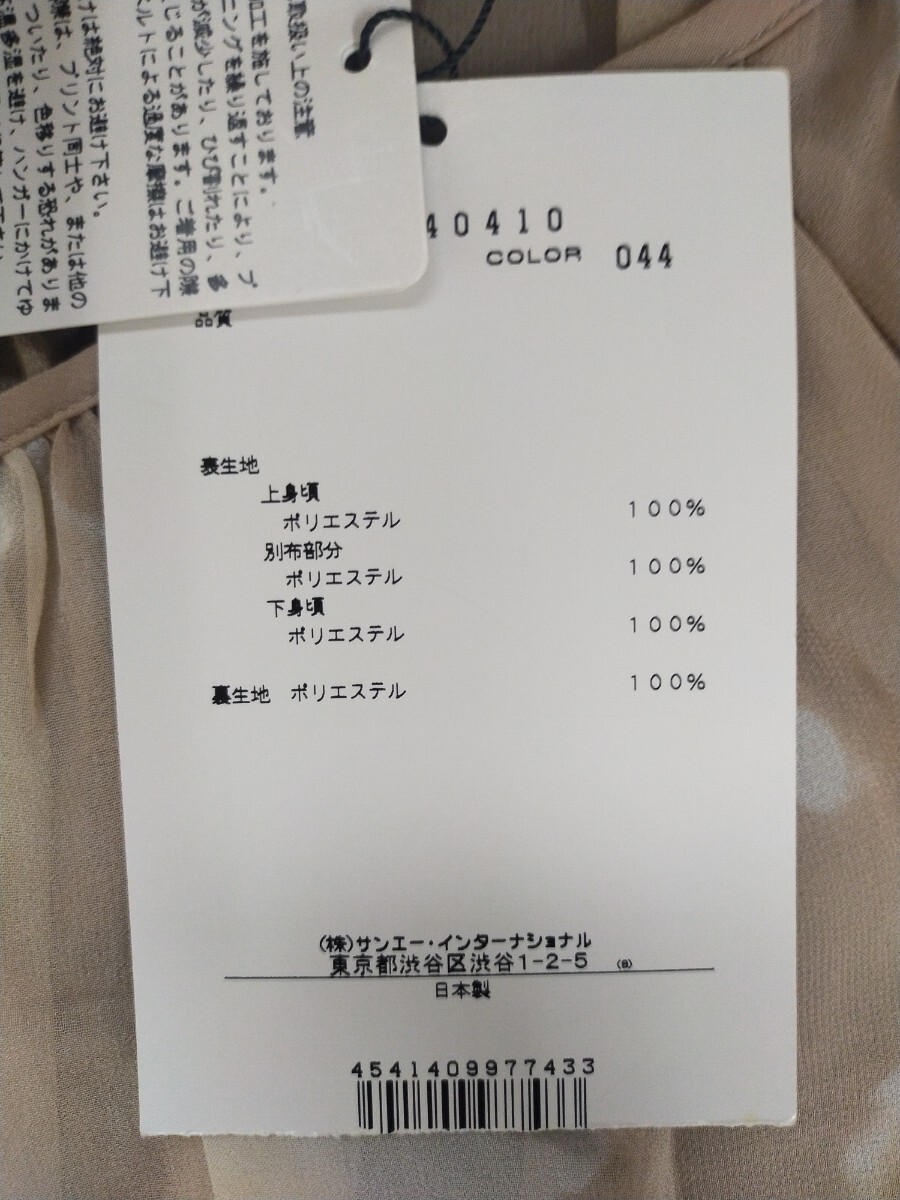 取扱い上の注意
加工を施しております。
ニングを繰り返すことにより、プ
が減少したり、ひび割れたり、多
じることがあります。ご着用の際
ベルトによる過度な摩擦はお避け下
けは絶対にお避け下さい。
際は、プリント同士や、または他の
ついたり、色移りする恐れがありま
温多湿を避け、ハンガーにかけてゆ
40410
COLOR 044
品質
表生地
上身頃
ポリエステル 100%
別布部分
ポリエステル 100%
下身頃
ポリエステル 100%
裏生地 ポリエステル 100%
(株)サンエー・インターナショナル
東京都渋谷区渋谷1-2-5 (a)
日本製
4541409977433